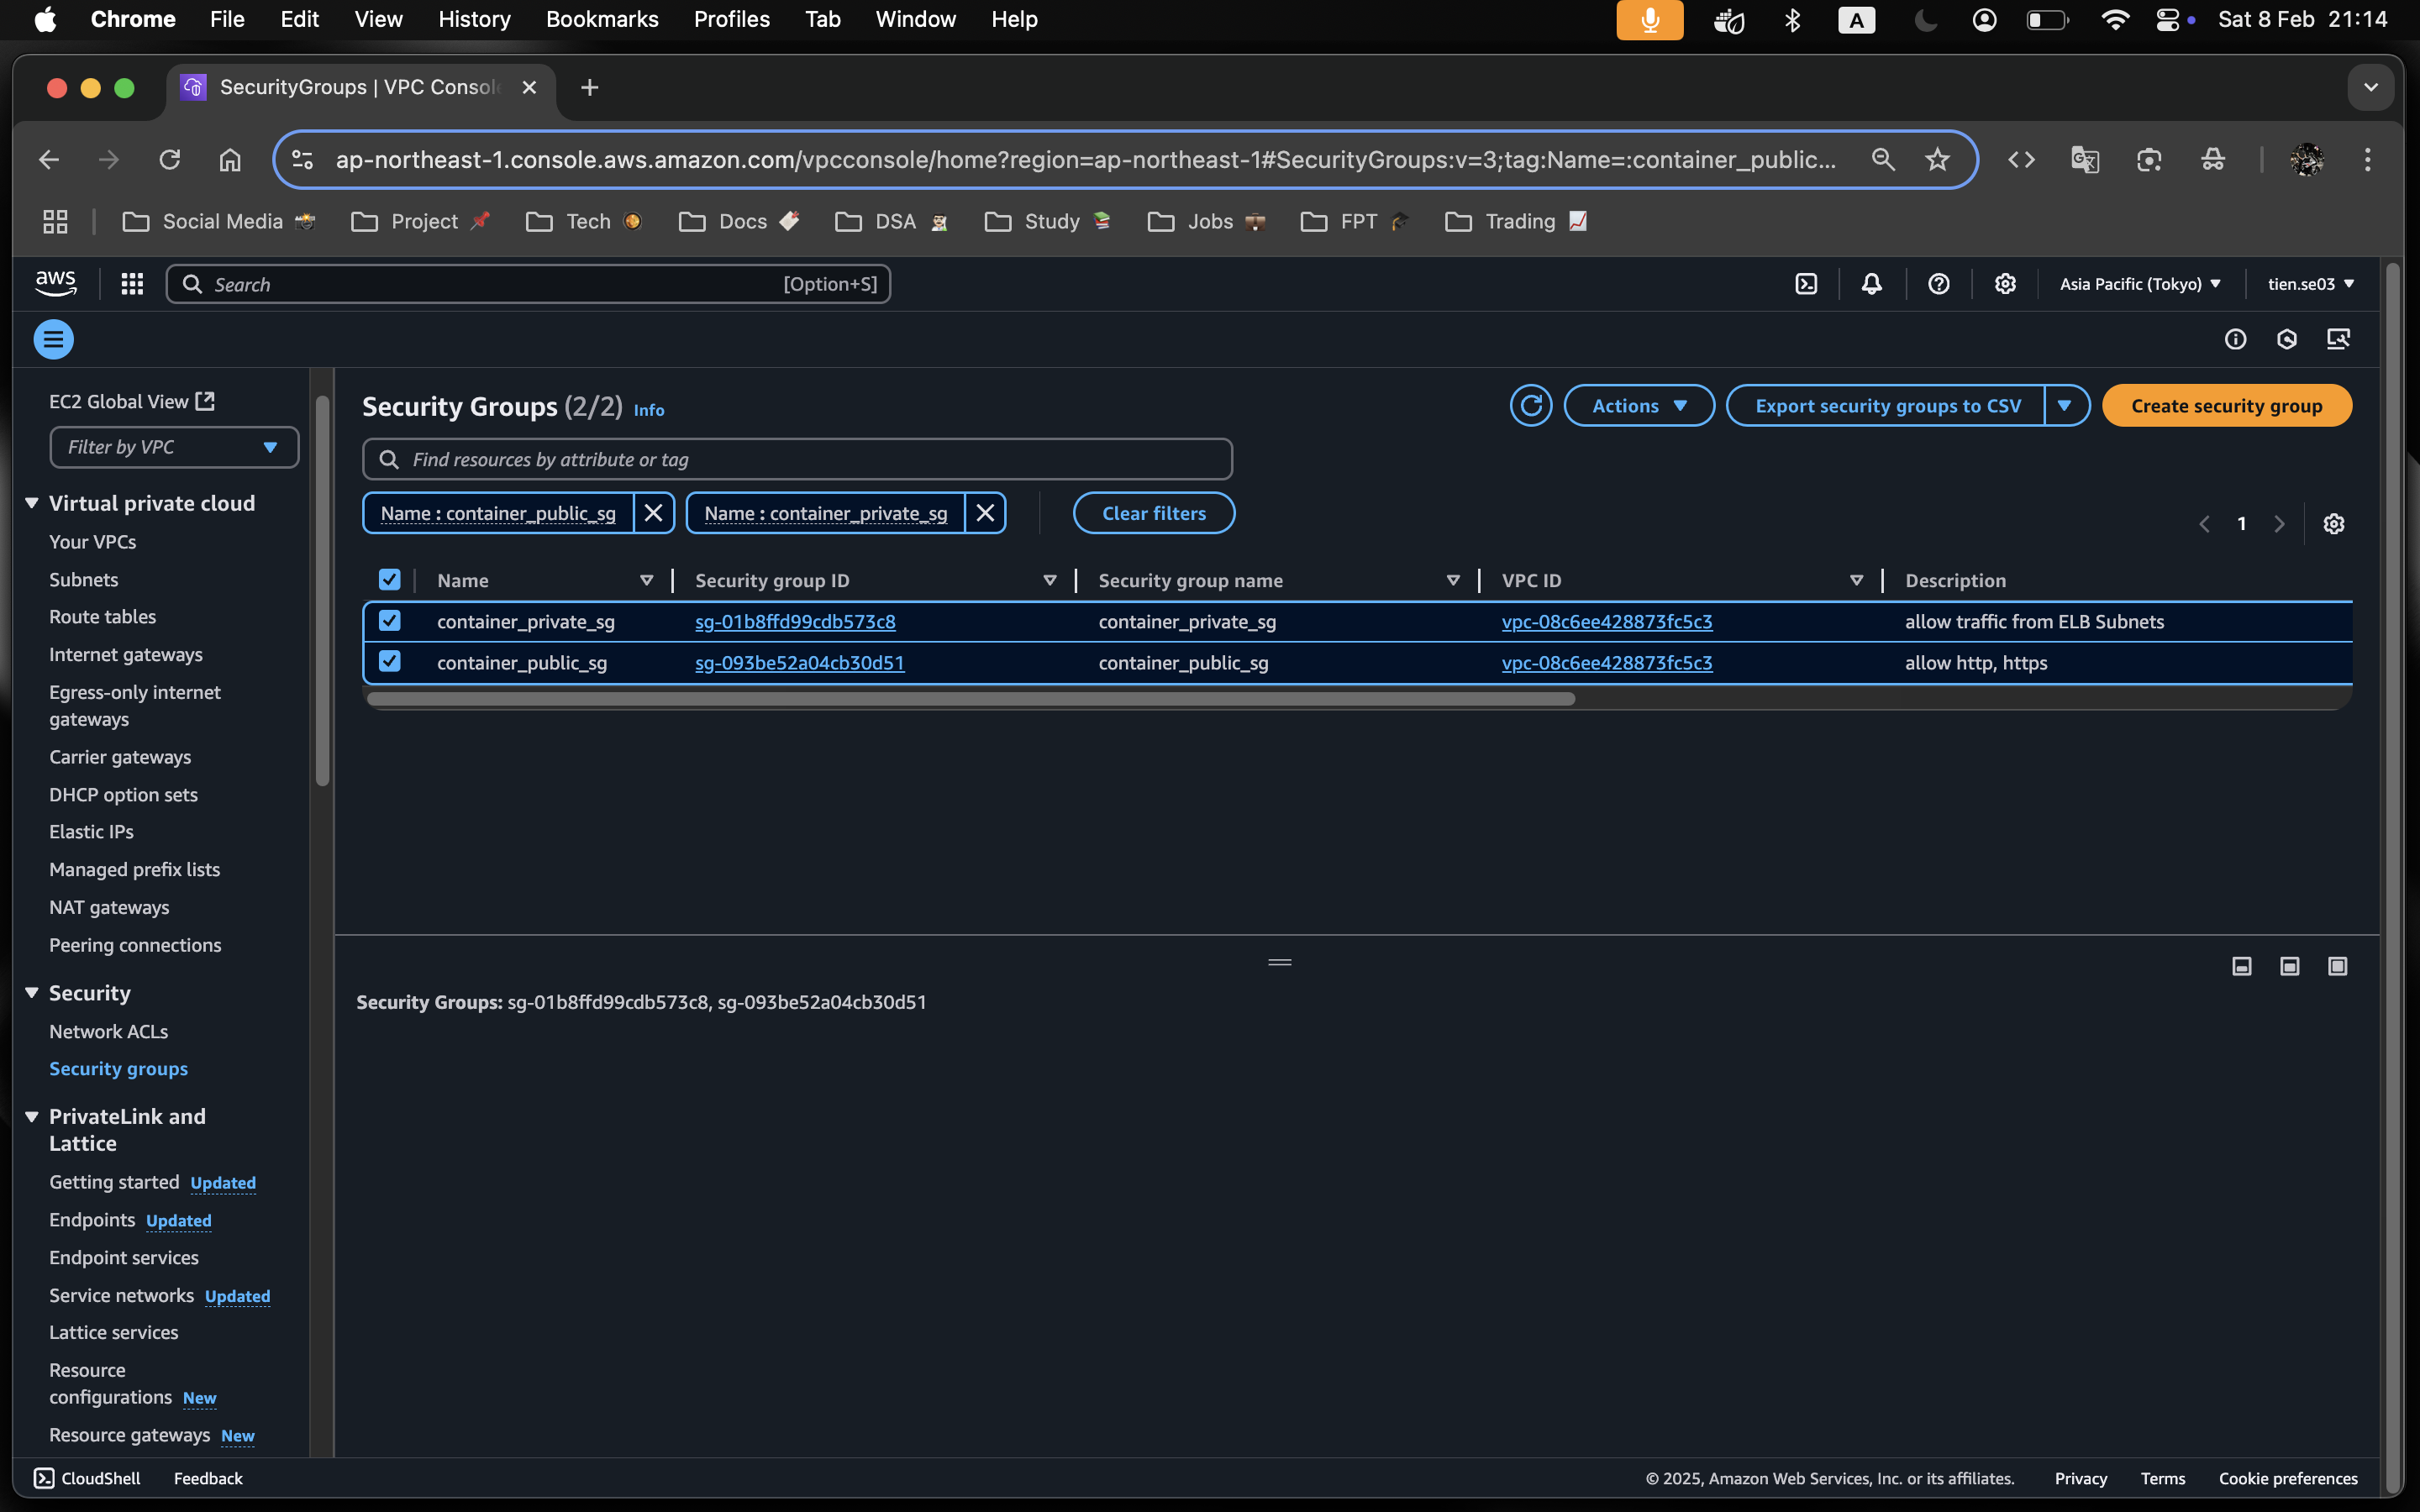 Chrome File Edit View History Bookmarks Profiles Tab Window Help A Sat 8 Feb 21:14
SecurityGroups | VPC Consol
ap-northeast-1.console.aws.amazon.com/vpcconsole/home?region=ap-northeast-1#SecurityGroups:v=3;tag:Name=:container_public...
Social Media Project Tech Docs DSA Study Jobs FPT Trading
aws Search [Option+S] Asia Pacific (Tokyo) tien.se03
EC2 Global View
Filter by VPC
Virtual private cloud
Your VPCs
Subnets
Route tables
Internet gateways
Egress-only internet
gateways
Carrier gateways
DHCP option sets
Elastic IPs
Managed prefix lists
NAT gateways
Peering connections
Security
Network ACLs
Security groups
PrivateLink and
Lattice
Getting started Updated
Endpoints Updated
Endpoint services
Service networks Updated
Lattice services
Resource
configurations New
Resource gateways New
Security Groups (2/2) Info Actions Export security groups to CSV Create security group
Find resources by attribute or tag
Name : container_public_sg Name : container_private_sg Clear filters 1
Name Security group ID Security group name VPC ID Description
container_private_sg sg-01b8ffd99cdb573c8 container_private_sg vpc-08c6ee428873fc5c3 allow traffic from ELB Subnets
container_public_sg sg-093be52a04cb30d51 container_public_sg vpc-08c6ee428873fc5c3 allow http, https
Security Groups: sg-01b8ffd99cdb573c8, sg-093be52a04cb30d51
CloudShell Feedback © 2025, Amazon Web Services, Inc. or its affiliates. Privacy Terms Cookie preferences